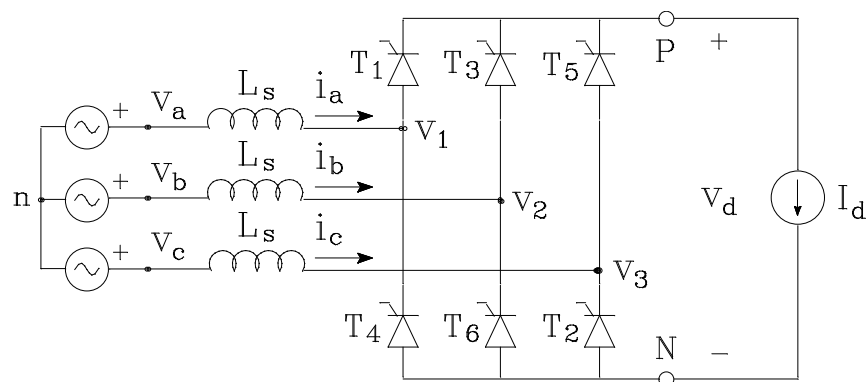 P +
T1 T3 T5
Ls ia
+ va
v1
Ls ib
n + vb
v2
vd Id
Ls ic
+ vc
v3
T4 T6 T2
N −